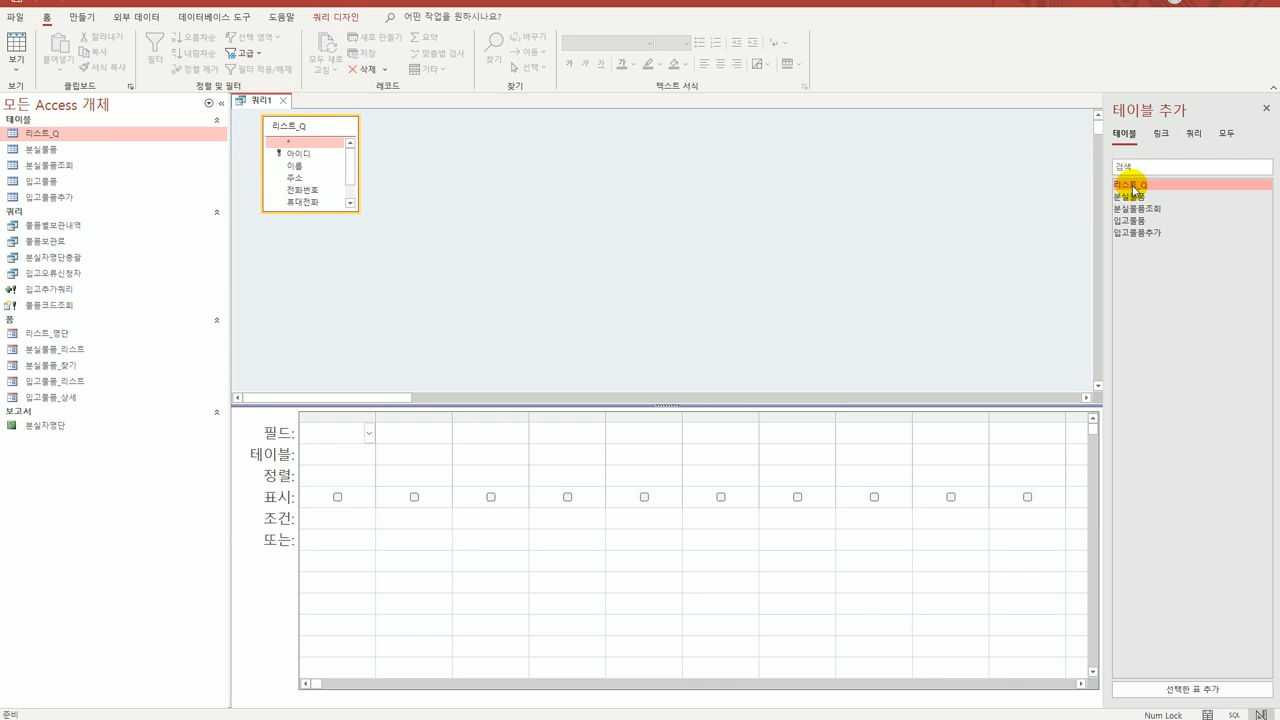 파일 홈 만들기 외부 데이터 데이터베이스 도구 도움말 쿼리 디자인 어떤 작업을 원하시나요?
보기
붙여넣기
잘라내기
복사
서식 복사
필터
오름차순
내림차순
정렬 제거
선택 영역
고급
필터 적용/해제
모두 새로 고침
새로 만들기
저장
삭제
요약
맞춤법 검사
기타
찾기
바꾸기
이동
선택
가 가 가 가
보기 클립보드 정렬 및 필터 레코드 찾기 텍스트 서식
모든 Access 개체
테이블
리스트_Q
분실물품
분실물품조회
입고물품
입고물품추가
쿼리
물품별보관내역
물품보관료
분실자명단총괄
입고오류신청자
입고추가쿼리
물품코드조회
폼
리스트_명단
분실물품_리스트
분실물품_찾기
입고물품_리스트
입고물품_상세
보고서
분실자명단
쿼리1
리스트_Q
*
아이디
이름
주소
전화번호
휴대전화
필드:
테이블:
정렬:
표시:
조건:
또는:
테이블 추가
테이블 링크 쿼리 모두
검색
리스트_Q
분실물품
분실물품조회
입고물품
입고물품추가
선택한 표 추가
준비 Num Lock SQL